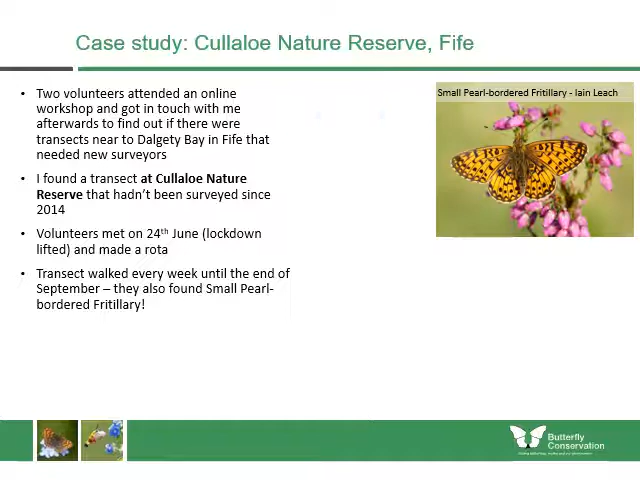 Case study: Cullaloe Nature Reserve, Fife
• Two volunteers attended an online
workshop and got in touch with me
afterwards to find out if there were
transects near to Dalgety Bay in Fife that
needed new surveyors
• I found a transect at Cullaloe Nature
Reserve that hadn't been surveyed since
2014
• Volunteers met on 24th June (lockdown
lifted) and made a rota
• Transect walked every week until the end of
September – they also found Small Pearl-
bordered Fritillary!
Small Pearl-bordered Fritillary - Iain Leach
Butterfly
Conservation